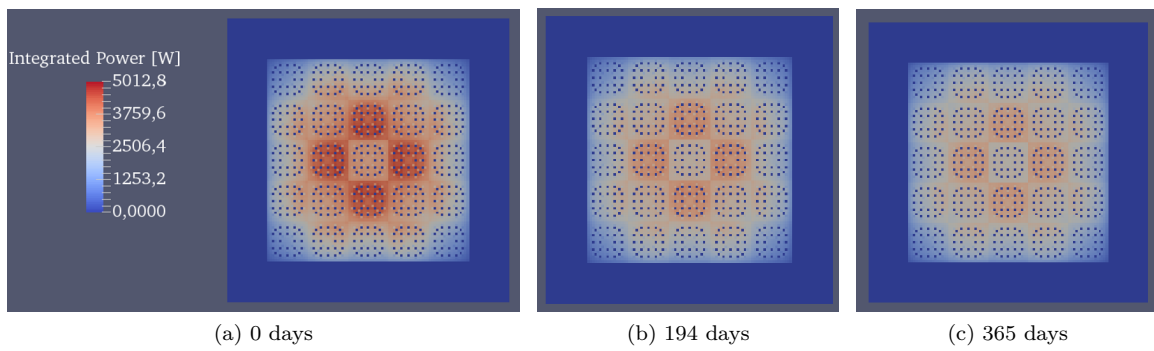 Integrated Power [W]
5012,8
3759,6
2506,4
1253,2
0,0000
(a) 0 days
(b) 194 days
(c) 365 days